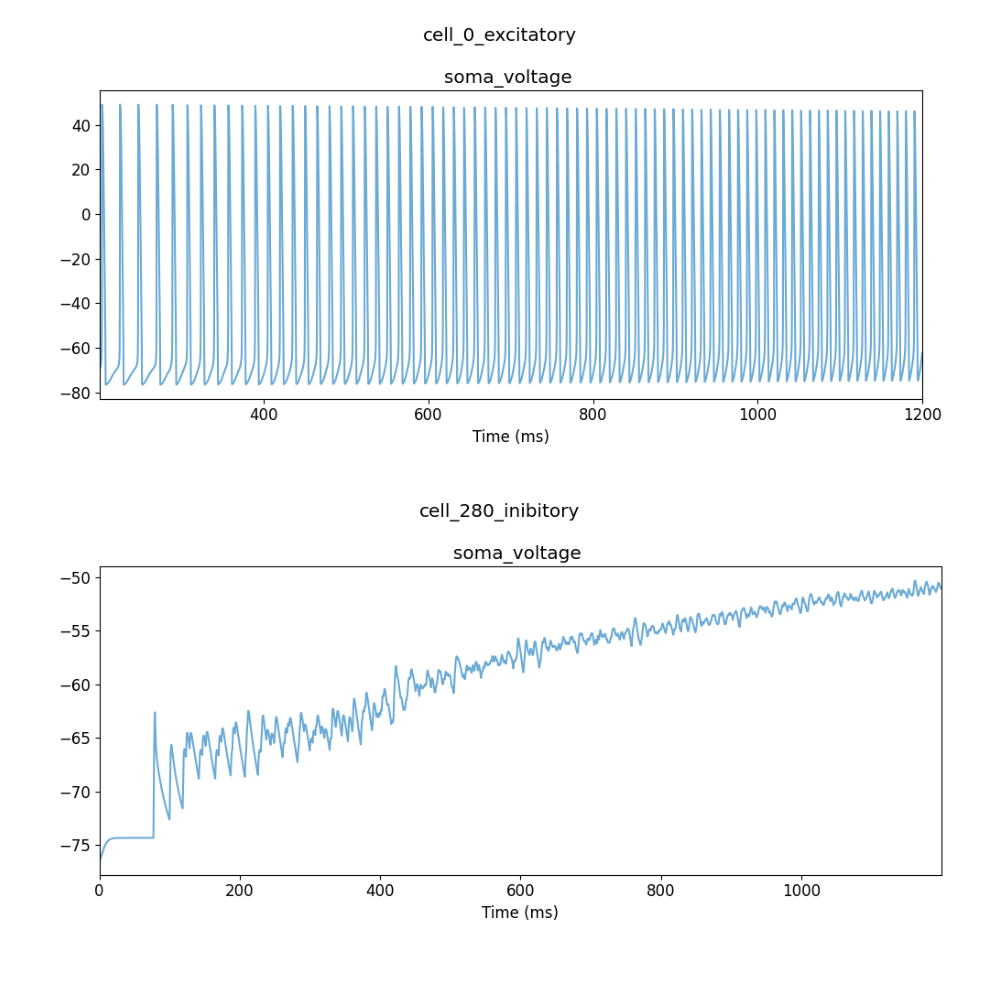 cell_0_excitatory
soma_voltage
40
20
0
−20
−40
−60
−80
400 600 800 1000 1200
Time (ms)
cell_280_inibitory
soma_voltage
−50
−55
−60
−65
−70
−75
0 200 400 600 800 1000
Time (ms)